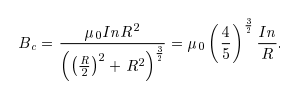 $B_c = \frac{\mu_0 I n R^2}{\left(\left(\frac{R}{2}\right)^2 + R^2\right)^{\frac{3}{2}}} = \mu_0 \left(\frac{4}{5}\right)^{\frac{3}{2}} \frac{In}{R}.$